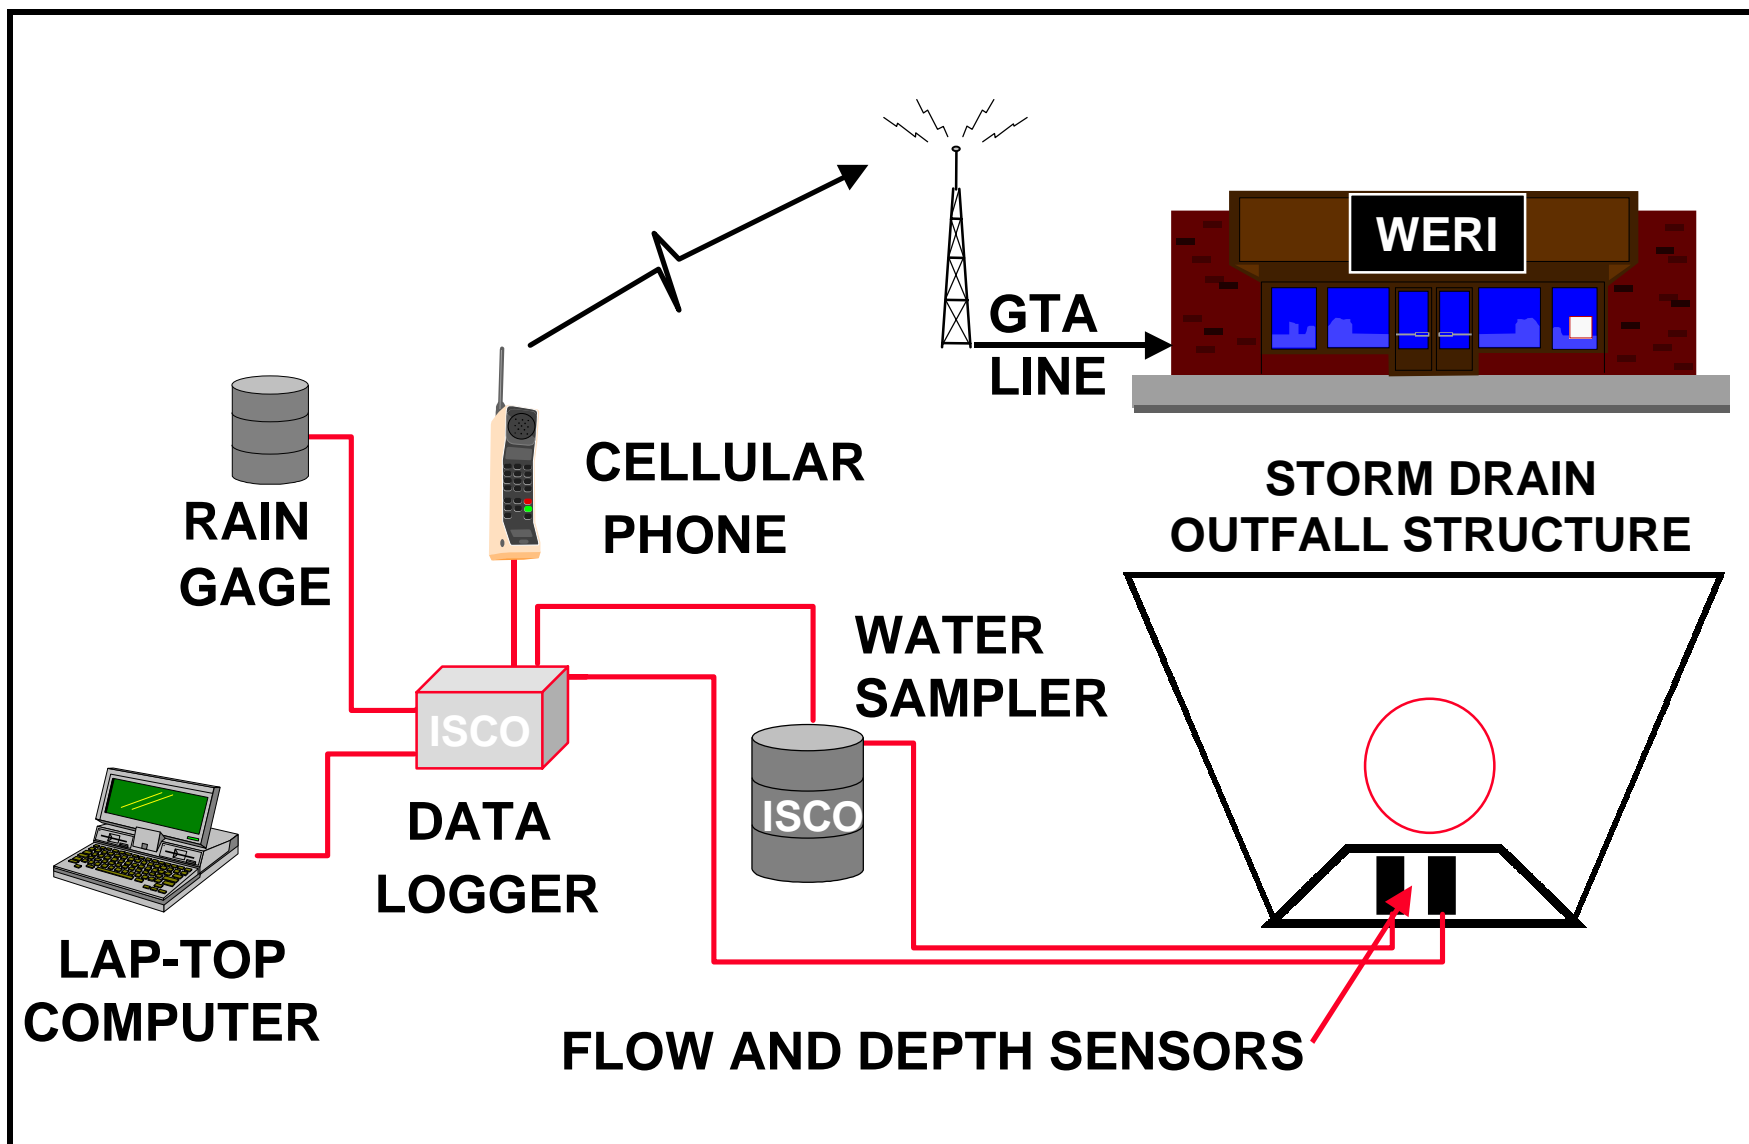 WERI
GTA
LINE
CELLULAR
PHONE
RAIN
GAGE
STORM DRAIN
OUTFALL STRUCTURE
WATER
SAMPLER
ISCO
ISCO
DATA
LOGGER
LAP-TOP
COMPUTER
FLOW AND DEPTH SENSORS